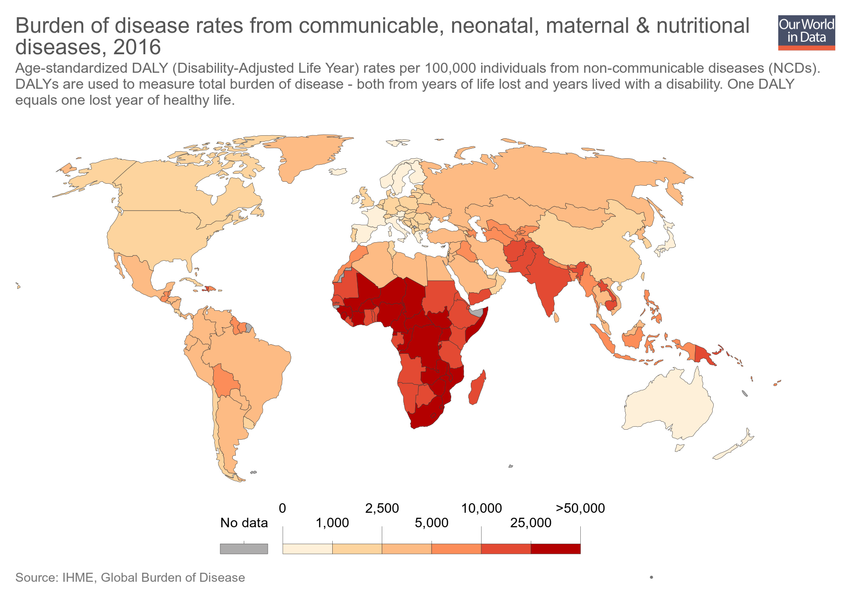 Burden of disease rates from communicable, neonatal, maternal & nutritional
diseases, 2016
Our World
in Data
Age-standardized DALY (Disability-Adjusted Life Year) rates per 100,000 individuals from non-communicable diseases (NCDs).
DALYs are used to measure total burden of disease - both from years of life lost and years lived with a disability. One DALY
equals one lost year of healthy life.
0 2,500 10,000 >50,000
No data 1,000 5,000 25,000
Source: IHME, Global Burden of Disease